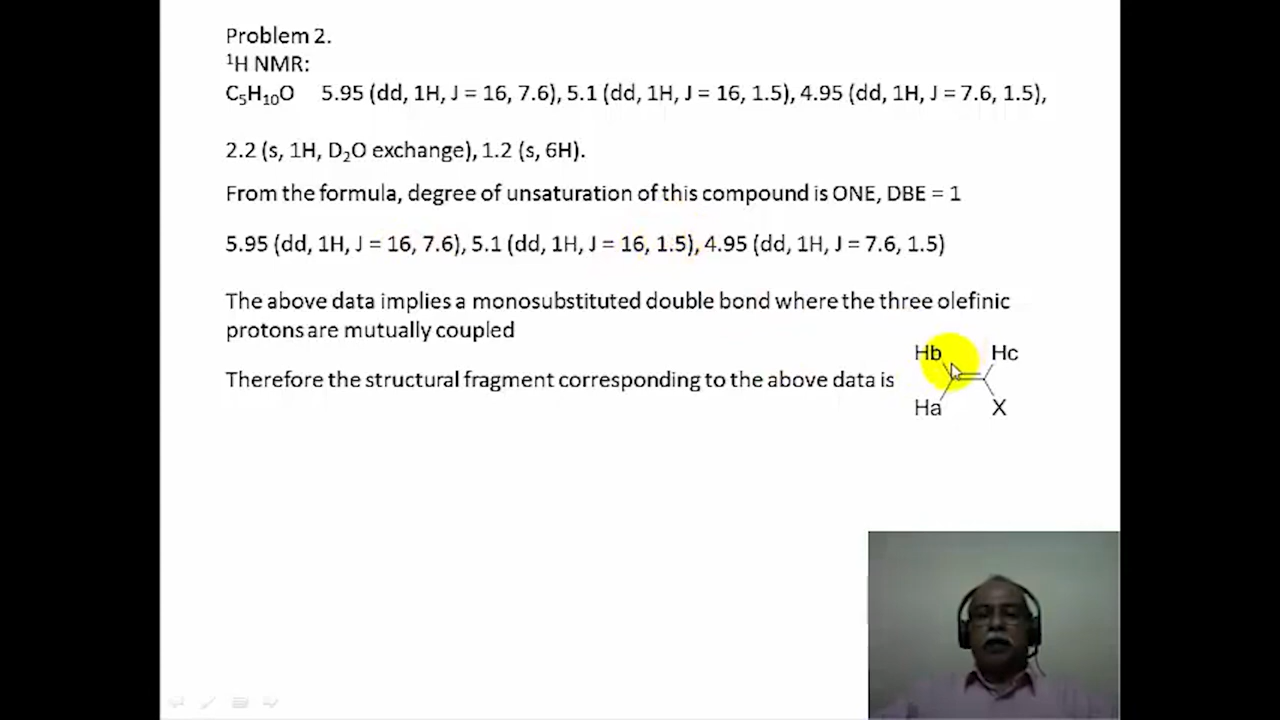 Problem 2.
¹H NMR:
C₅H₁₀O 5.95 (dd, 1H, J = 16, 7.6), 5.1 (dd, 1H, J = 16, 1.5), 4.95 (dd, 1H, J = 7.6, 1.5),
2.2 (s, 1H, D₂O exchange), 1.2 (s, 6H).
From the formula, degree of unsaturation of this compound is ONE, DBE = 1
5.95 (dd, 1H, J = 16, 7.6), 5.1 (dd, 1H, J = 16, 1.5), 4.95 (dd, 1H, J = 7.6, 1.5)
The above data implies a monosubstituted double bond where the three olefinic
protons are mutually coupled
Hb Hc
Therefore the structural fragment corresponding to the above data is
Ha X